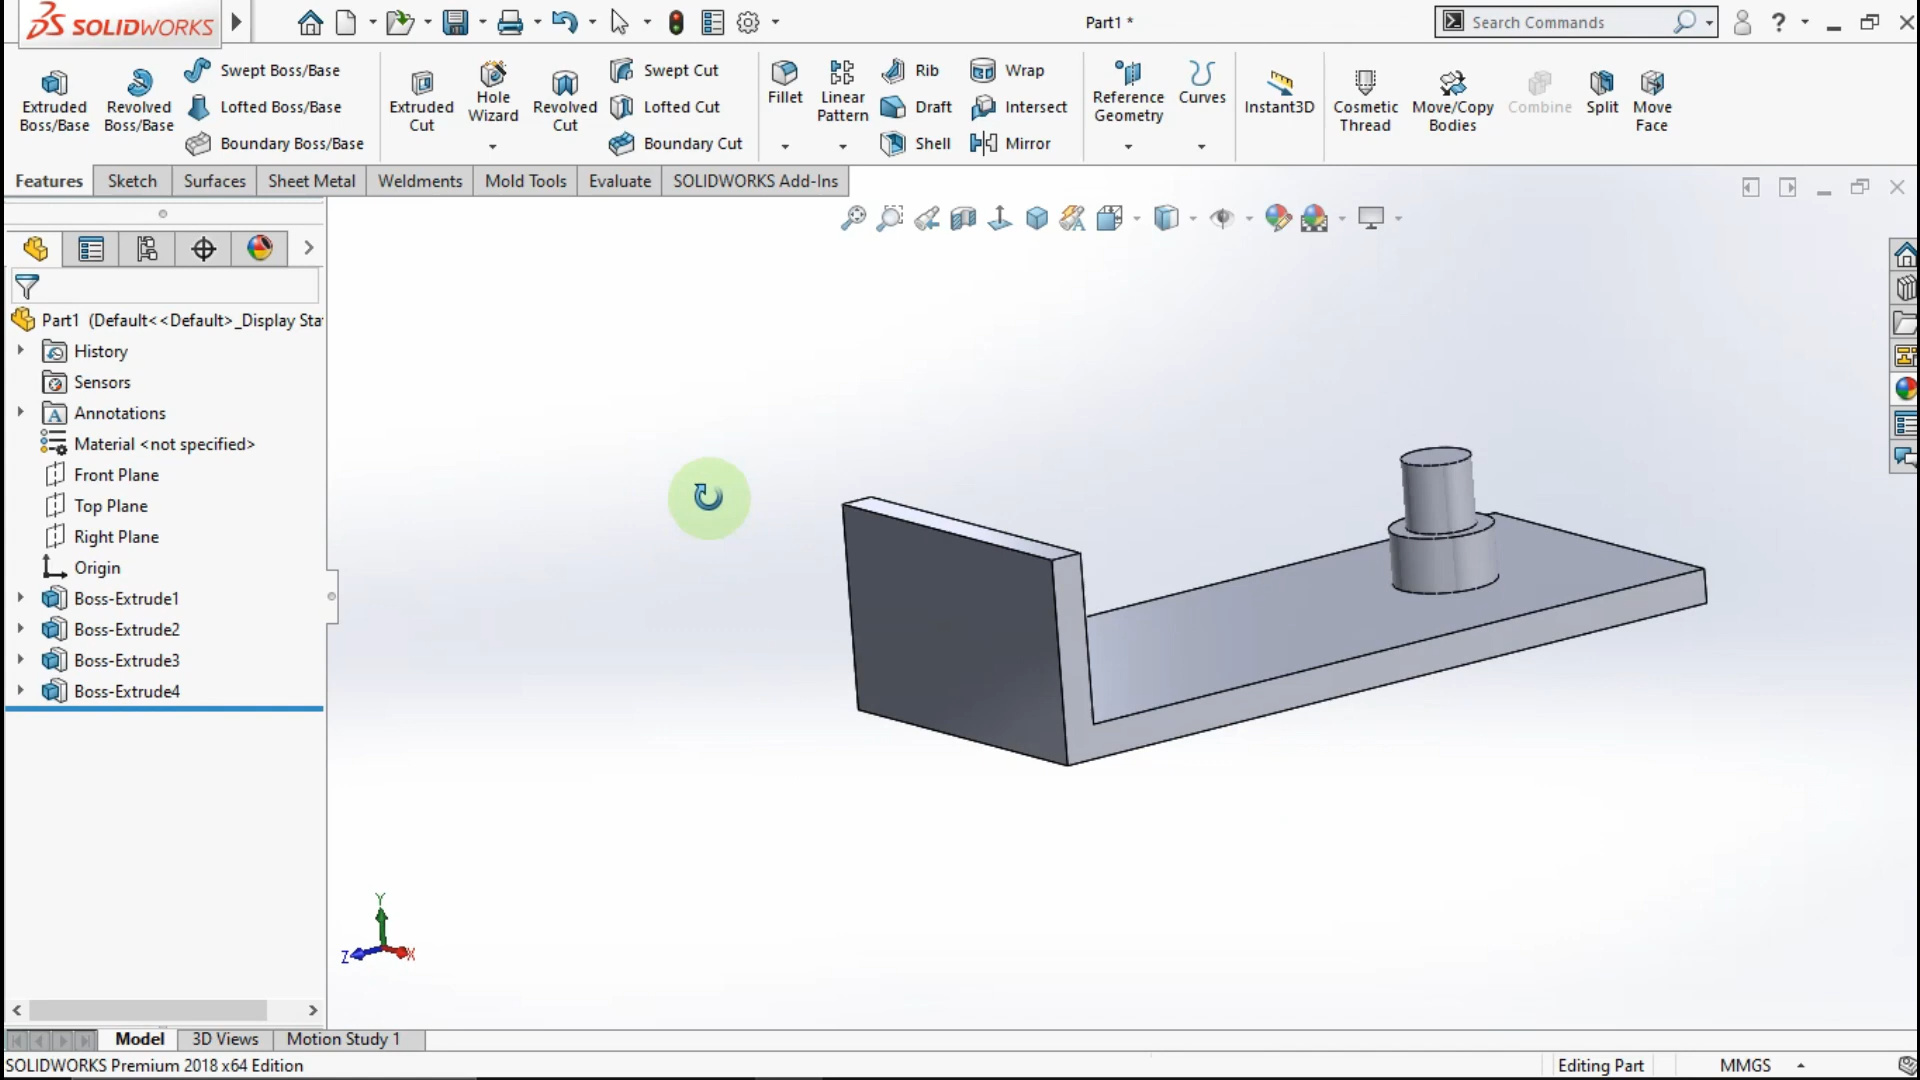 SOLIDWORKS
Part1 *
Search Commands
?
Extruded
Boss/Base
Revolved
Boss/Base
Swept Boss/Base
Lofted Boss/Base
Boundary Boss/Base
Extruded
Cut
Hole
Wizard
Revolved
Cut
Swept Cut
Lofted Cut
Boundary Cut
Fillet
Linear
Pattern
Rib
Draft
Shell
Wrap
Intersect
Mirror
Reference
Geometry
Curves
Instant3D
Cosmetic
Thread
Move/Copy
Bodies
Combine
Split
Move
Face
Features
Sketch
Surfaces
Sheet Metal
Weldments
Mold Tools
Evaluate
SOLIDWORKS Add-Ins
Part1 (Default<<Default>_Display Sta
History
Sensors
A Annotations
Material <not specified>
Front Plane
Top Plane
Right Plane
Origin
Boss-Extrude1
Boss-Extrude2
Boss-Extrude3
Boss-Extrude4
Y
Z
X
Model
3D Views
Motion Study 1
SOLIDWORKS Premium 2018 x64 Edition
Editing Part
MMGS